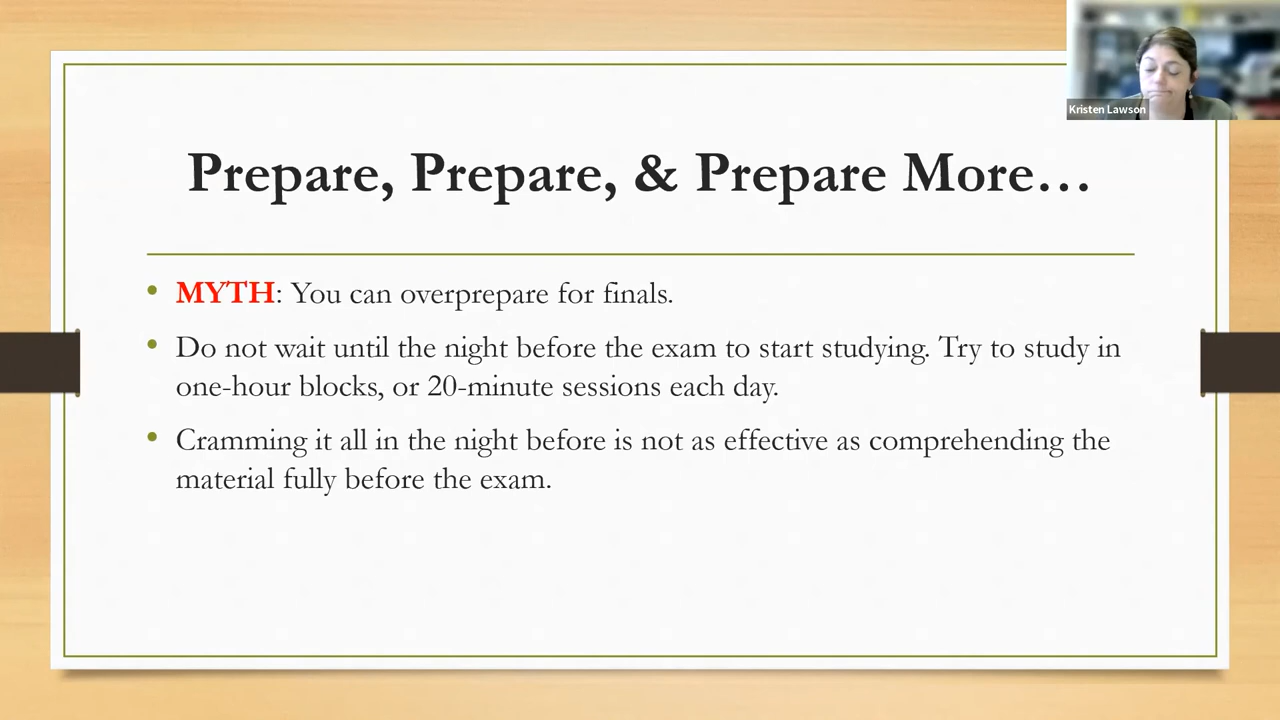 Kristen Lawson
Prepare, Prepare, & Prepare More…
• MYTH: You can overprepare for finals.
• Do not wait until the night before the exam to start studying. Try to study in
one-hour blocks, or 20-minute sessions each day.
• Cramming it all in the night before is not as effective as comprehending the
material fully before the exam.